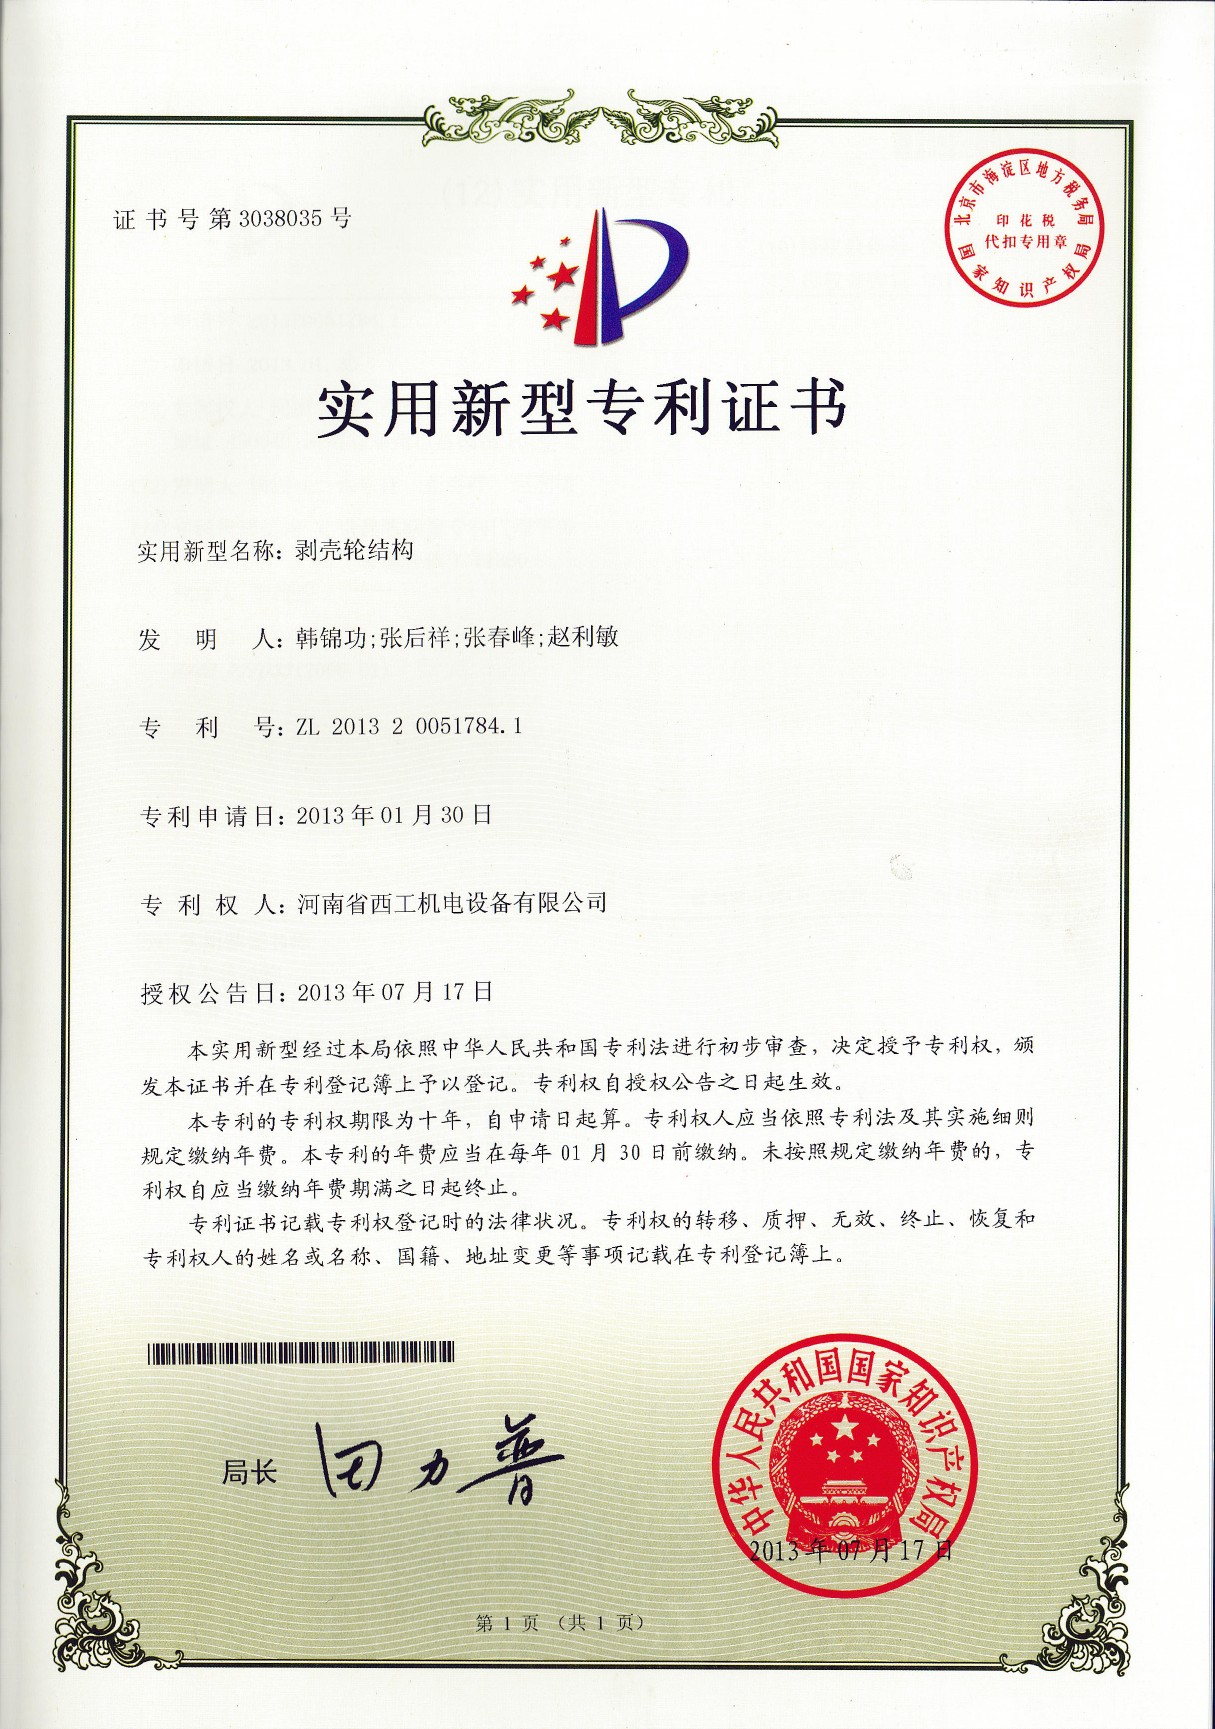 证书号第3038035号
北京市海淀区地方税务局
印花税
代扣专用章
国家知识产权局
实用新型专利证书
实用新型名称：剥壳轮结构
发明人：韩锦功;张后祥;张春峰;赵利敏
专利号：ZL 2013 2 0051784.1
专利申请日：2013年01月30日
专利权人：河南省西工机电设备有限公司
授权公告日：2013年07月17日
本实用新型经过本局依照中华人民共和国专利法进行初步审查，决定授予专利权，颁
发本证书并在专利登记簿上予以登记。专利权自授权公告之日起生效。
本专利的专利权期限为十年，自申请日起算。专利权人应当依照专利法及其实施细则
规定缴纳年费。本专利的年费应当在每年 01 月 30 日前缴纳。未按照规定缴纳年费的，专
利权自应当缴纳年费期满之日起终止。
专利证书记载专利权登记时的法律状况。专利权的转移、质押、无效、终止、恢复和
专利权人的姓名或名称、国籍、地址变更等事项记载在专利登记簿上。
局长 田力普
中华人民共和国国家知识产权局
2013年07月17日
第 1 页 （共 1 页）